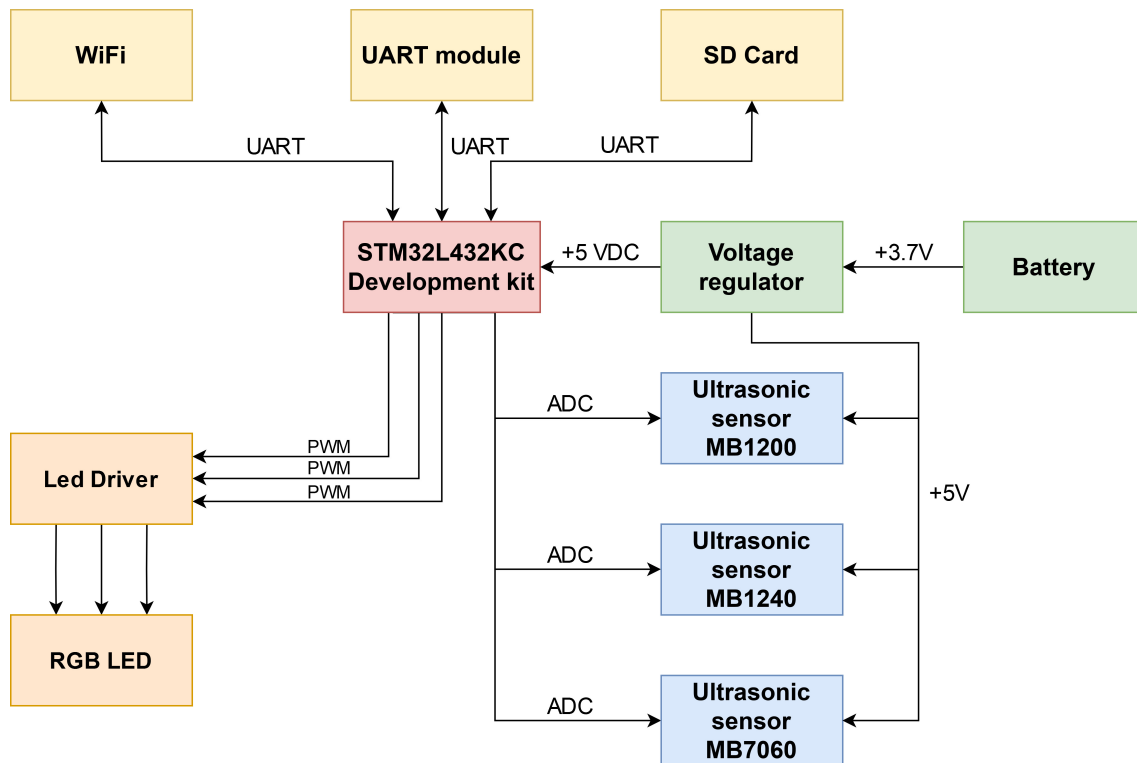 WiFi
UART module
SD Card
UART
UART
UART
STM32L432KC
Development kit
+5 VDC
Voltage
regulator
+3.7V
Battery
Ultrasonic
sensor
MB1200
ADC
PWM
PWM
PWM
Led Driver
+5V
Ultrasonic
sensor
MB1240
ADC
RGB LED
Ultrasonic
sensor
MB7060
ADC